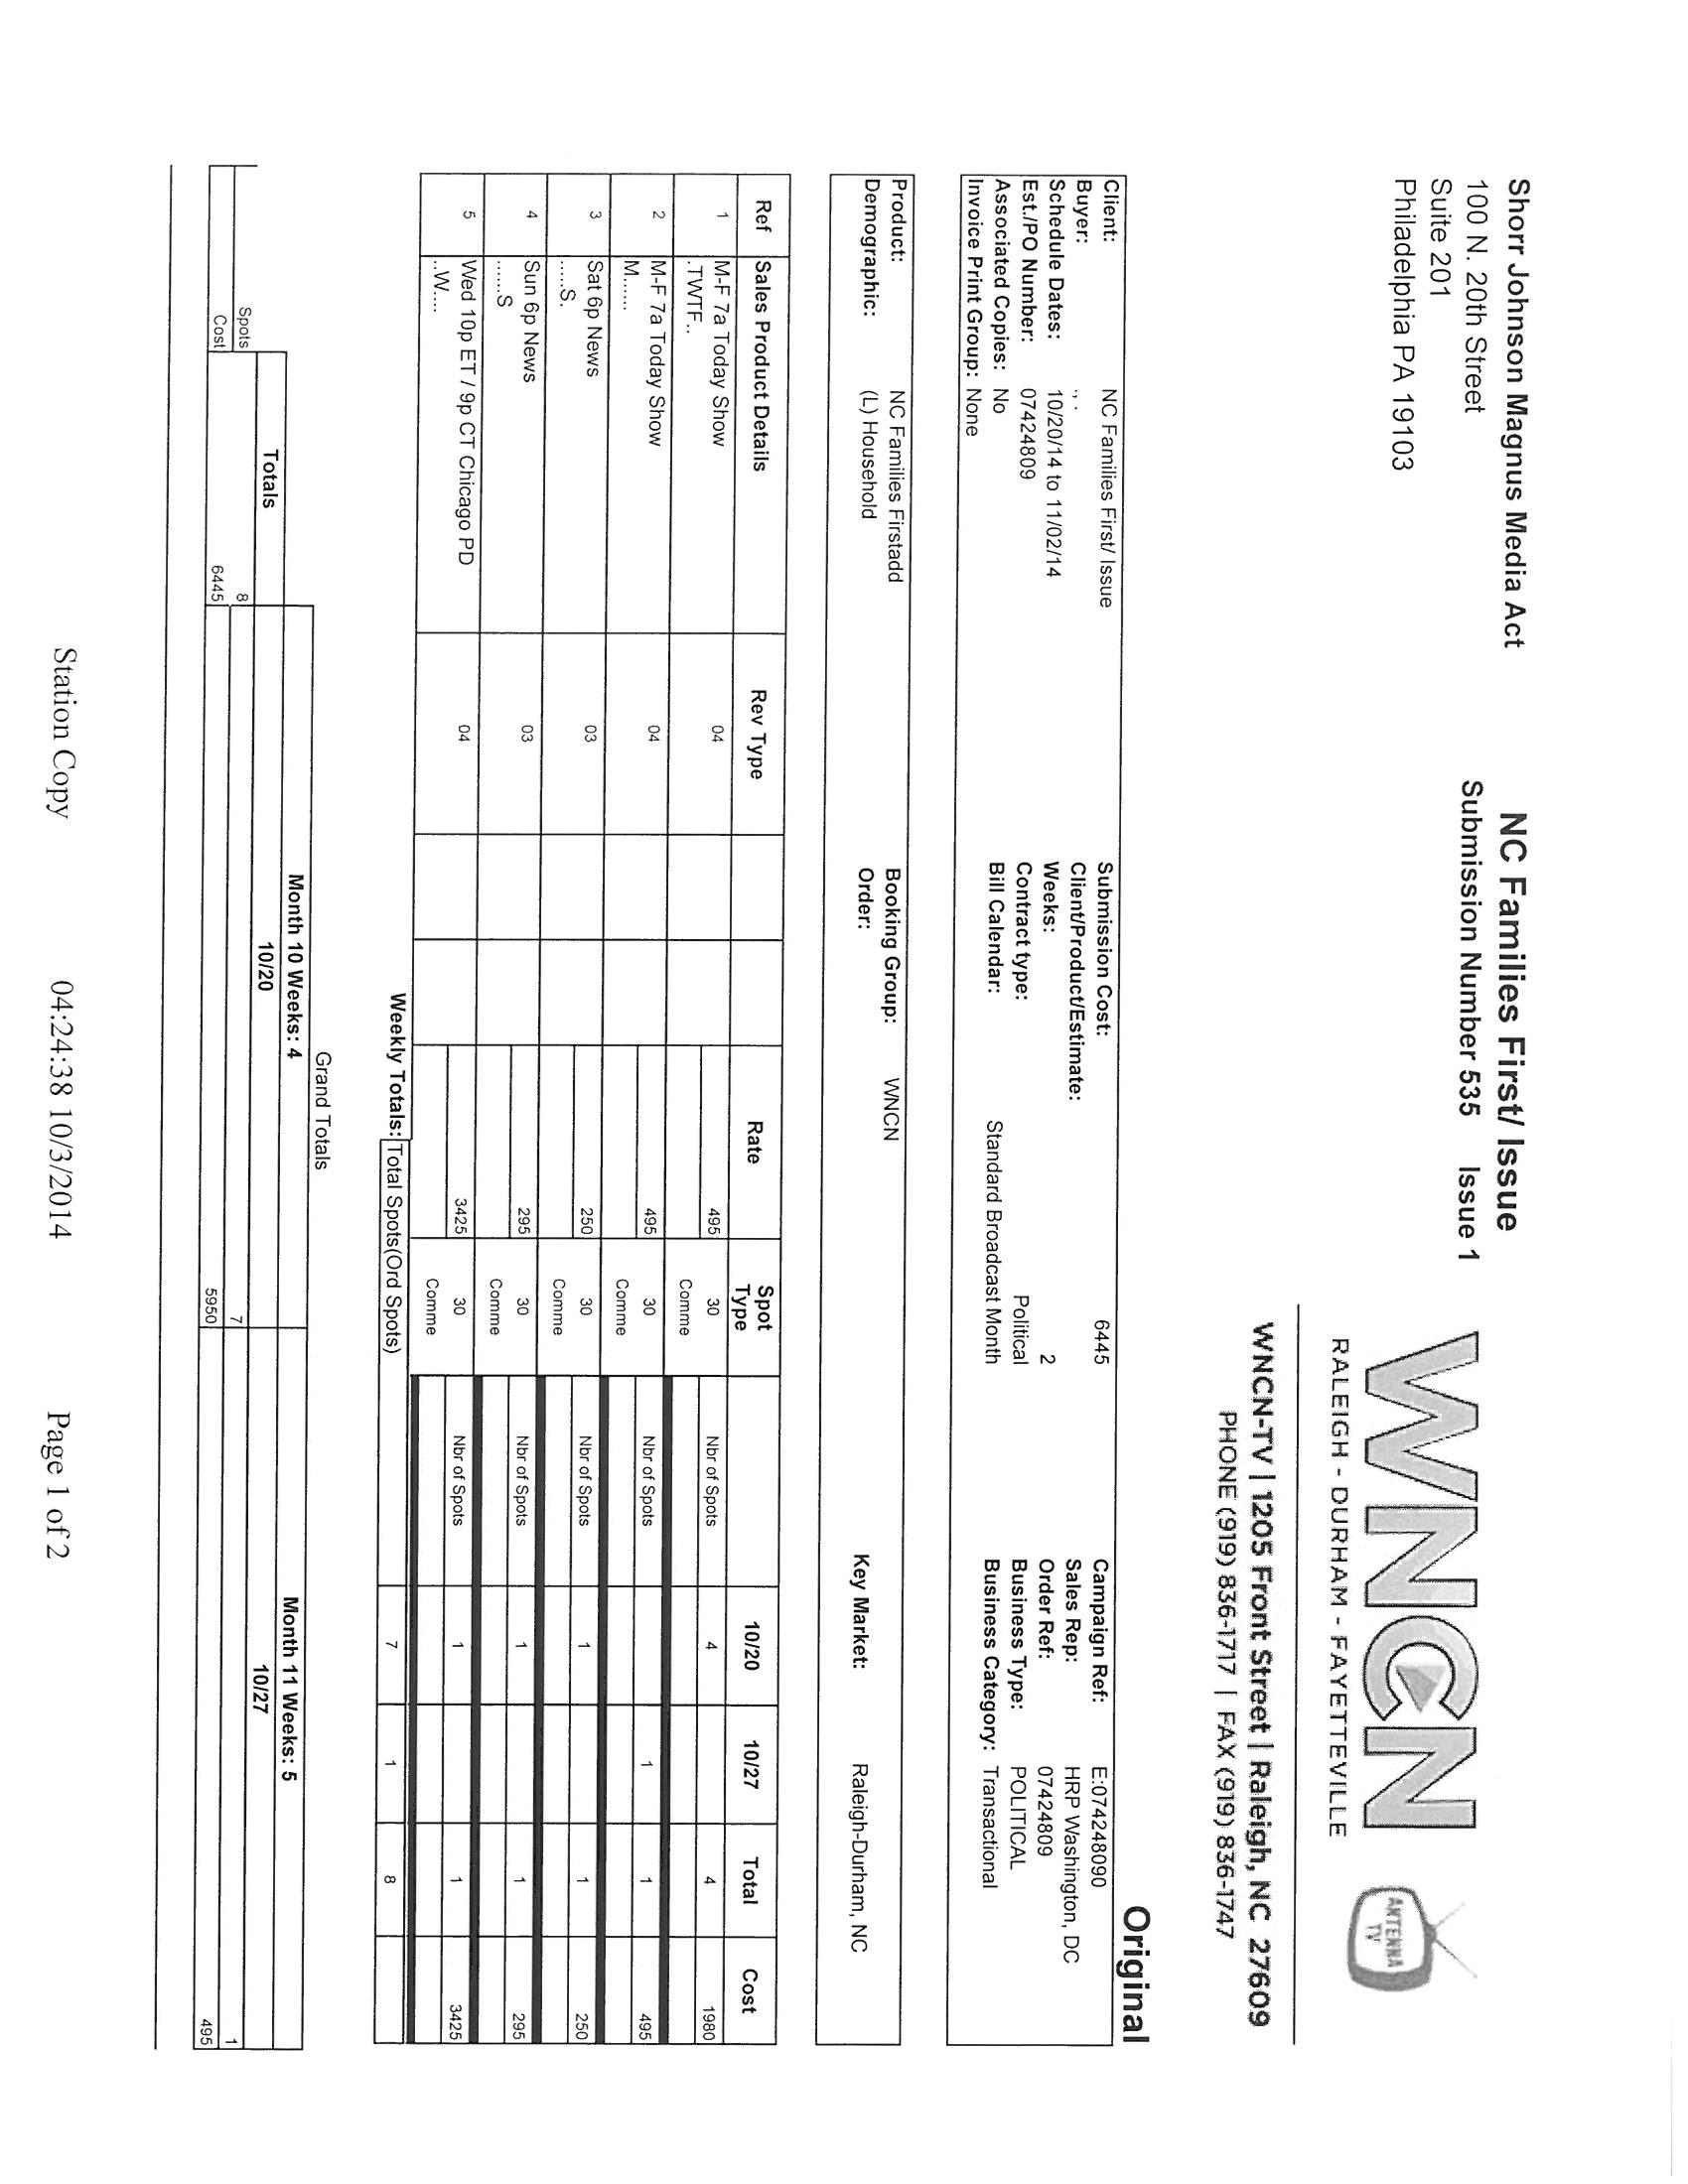 Shorr Johnson Magnus Media Act
100 N. 20th Street
Suite 201
Philadelphia PA 19103
NC Families First/ Issue
Submission Number 535 Issue 1
WNCN
RALEIGH - DURHAM - FAYETTEVILLE
ANTENNA
TV
WNCN-TV | 1205 Front Street | Raleigh, NC 27609
PHONE (919) 836-1717 | FAX (919) 836-1747
Original
Client: NC Families First/ Issue Submission Cost: 6445 Campaign Ref: E:074248090
Buyer: ., . Client/Product/Estimate: Sales Rep: HRP Washington, DC
Schedule Dates: 10/20/14 to 11/02/14 Weeks: 2 Order Ref: 07424809
Est./PO Number: 07424809 Contract type: Political Business Type: POLITICAL
Associated Copies: No Bill Calendar: Standard Broadcast Month Business Category: Transactional
Invoice Print Group: None
Product: NC Families Firstadd Booking Group: WNCN
Demographic: (L) Household Order: Key Market: Raleigh-Durham, NC
Ref Sales Product Details Rev Type Rate Spot Type 10/20 10/27 Total Cost
1 M-F 7a Today Show 04 495 30 Nbr of Spots 4 4 1980
.TWTF.. Comme
2 M-F 7a Today Show 04 495 30 Nbr of Spots 1 1 495
M...... Comme
3 Sat 6p News 03 250 30 Nbr of Spots 1 1 250
.....S. Comme
4 Sun 6p News 03 295 30 Nbr of Spots 1 1 295
......S Comme
5 Wed 10p ET / 9p CT Chicago PD 04 3425 30 Nbr of Spots 1 1 3425
..W.... Comme
Weekly Totals: Total Spots(Ord Spots) 7 1 8
Grand Totals
Month 10 Weeks: 4 Month 11 Weeks: 5
Totals 10/20 10/27
Spots 8 7 1
Cost 6445 5950 495
Station Copy 04:24:38 10/3/2014 Page 1 of 2